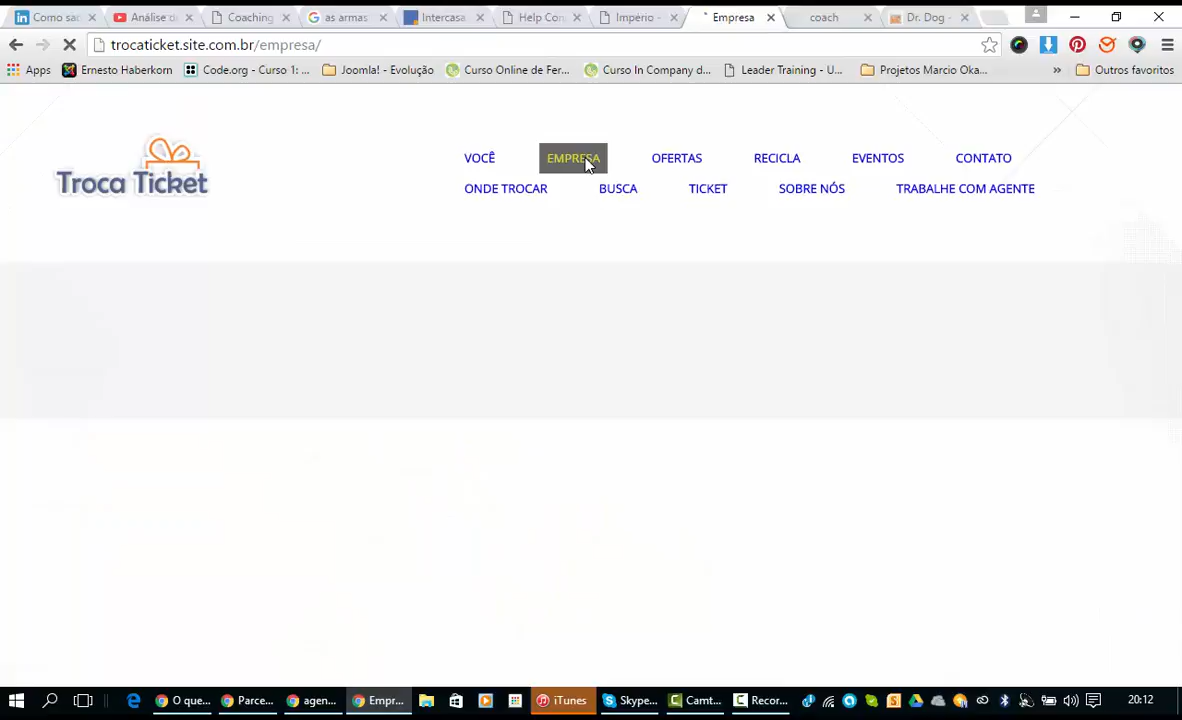 Como sa
Análise d
Coaching
as armas
Intercasa
Help Con
Império -
Empresa
coach
Dr. Dog -
trocaticket.site.com.br/empresa/
Apps
Ernesto Haberkorn
Code.org - Curso 1: ...
Joomla! - Evolução
Curso Online de Fer...
Curso In Company d...
Leader Training - U...
Projetos Marcio Oka...
»
Outros favoritos
Troca Ticket
VOCÊ EMPRESA OFERTAS RECICLA EVENTOS CONTATO
ONDE TROCAR BUSCA TICKET SOBRE NÓS TRABALHE COM AGENTE
O que...
Parce...
agen...
Empr...
iTunes
Skype...
Camt...
Recor...
20:12